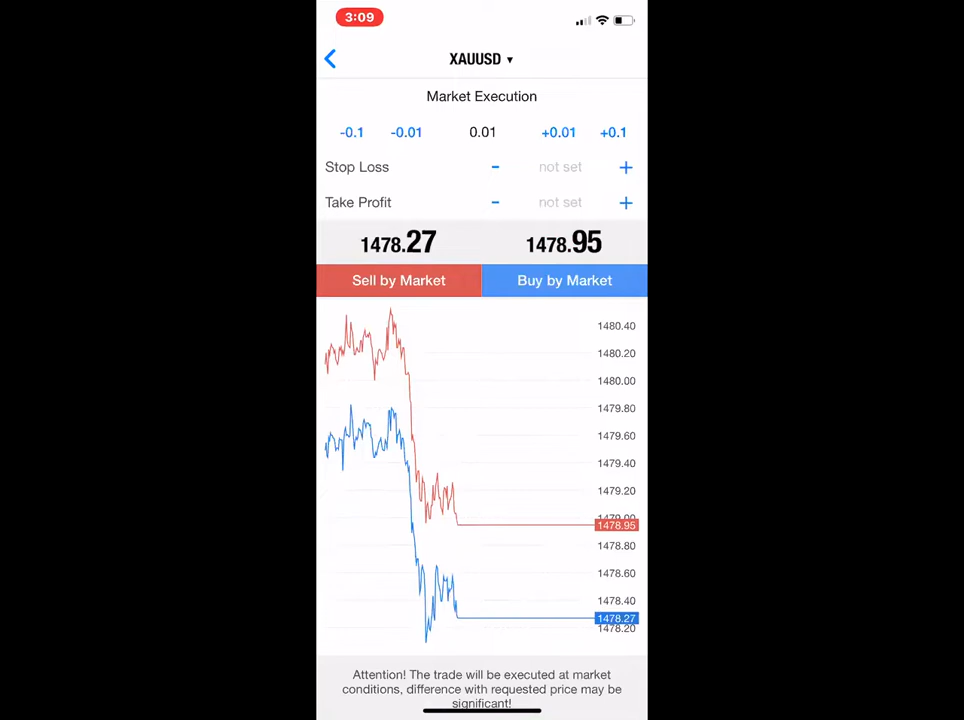 3:09
XAUUSD ▼
Market Execution
-0.1 -0.01 0.01 +0.01 +0.1
Stop Loss - not set +
Take Profit - not set +
1478.27 1478.95
Sell by Market Buy by Market
1480.40
1480.20
1480.00
1479.80
1479.60
1479.40
1479.20
1479.00
1478.95
1478.80
1478.60
1478.40
1478.27
1478.20
Attention! The trade will be executed at market
conditions, difference with requested price may be
significant!